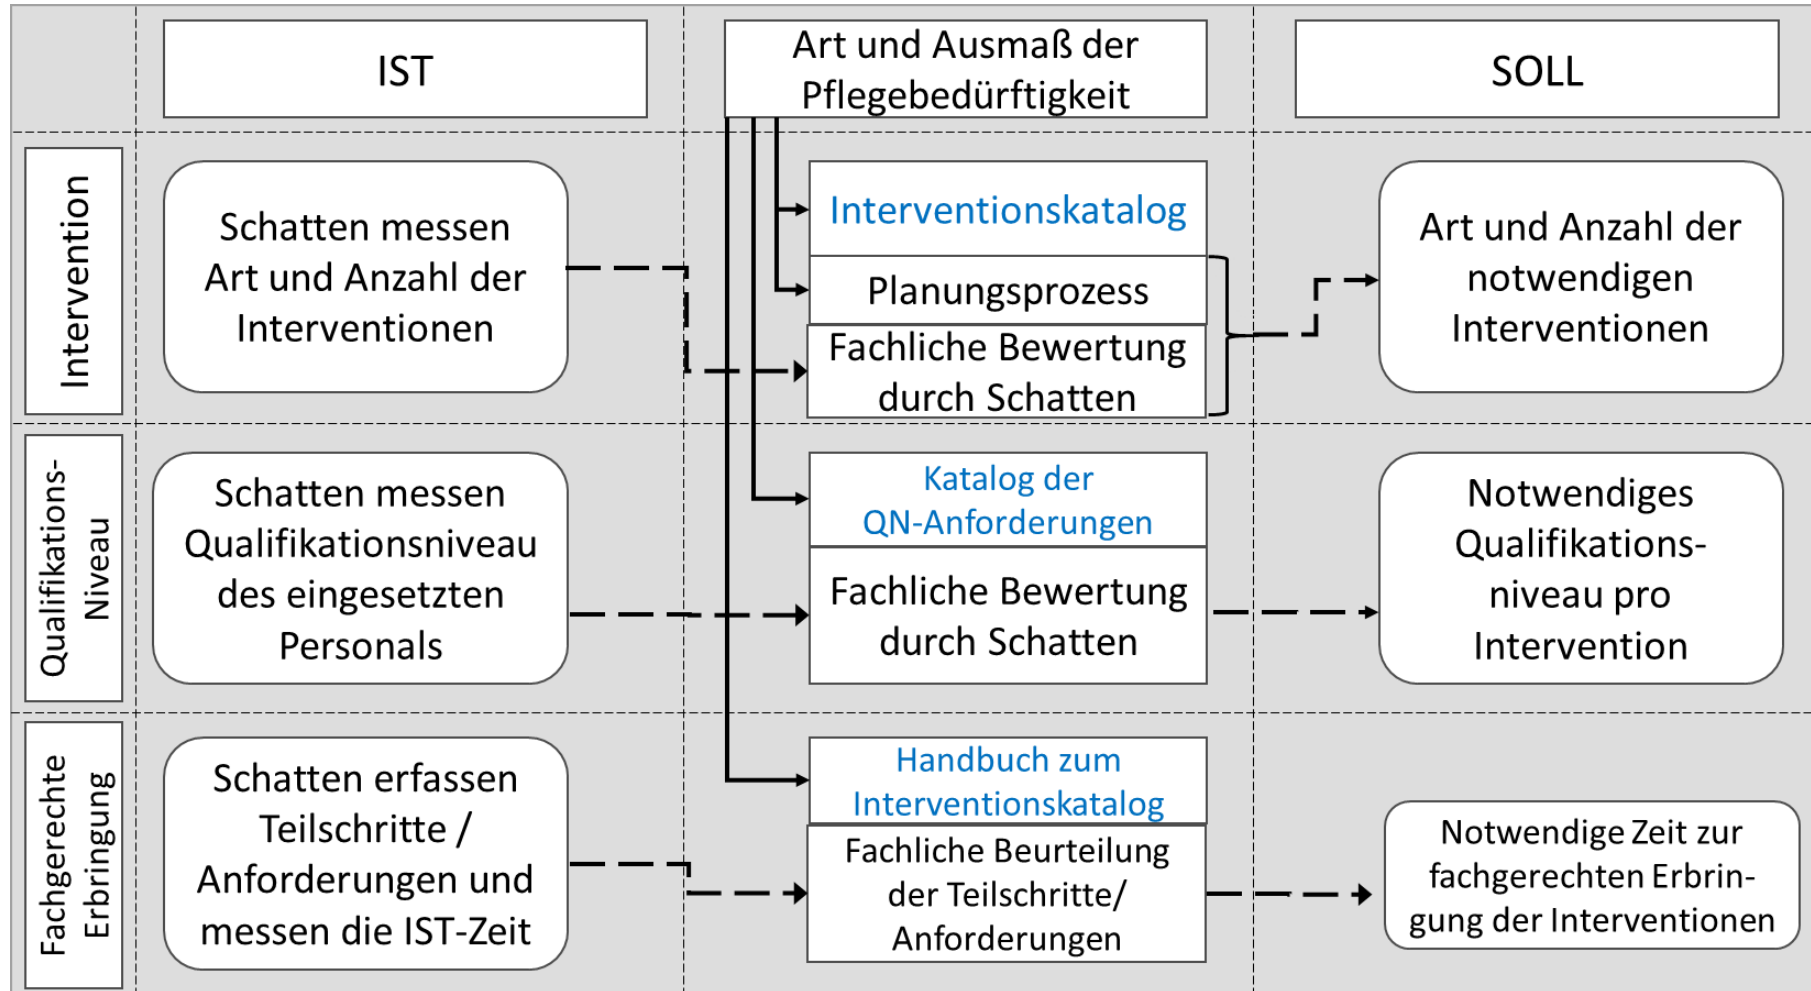 IST
Art und Ausmaß der
Pflegebedürftigkeit
SOLL
Intervention
Schatten messen
Art und Anzahl der
Interventionen
Interventionskatalog
Planungsprozess
Fachliche Bewertung
durch Schatten
Art und Anzahl der
notwendigen
Interventionen
Qualifikations-
Niveau
Schatten messen
Qualifikationsniveau
des eingesetzten
Personals
Katalog der
QN-Anforderungen
Fachliche Bewertung
durch Schatten
Notwendiges
Qualifikations-
niveau pro
Intervention
Fachgerechte
Erbringung
Schatten erfassen
Teilschritte /
Anforderungen und
messen die IST-Zeit
Handbuch zum
Interventionskatalog
Fachliche Beurteilung
der Teilschritte/
Anforderungen
Notwendige Zeit zur
fachgerechten Erbrin-
gung der Interventionen